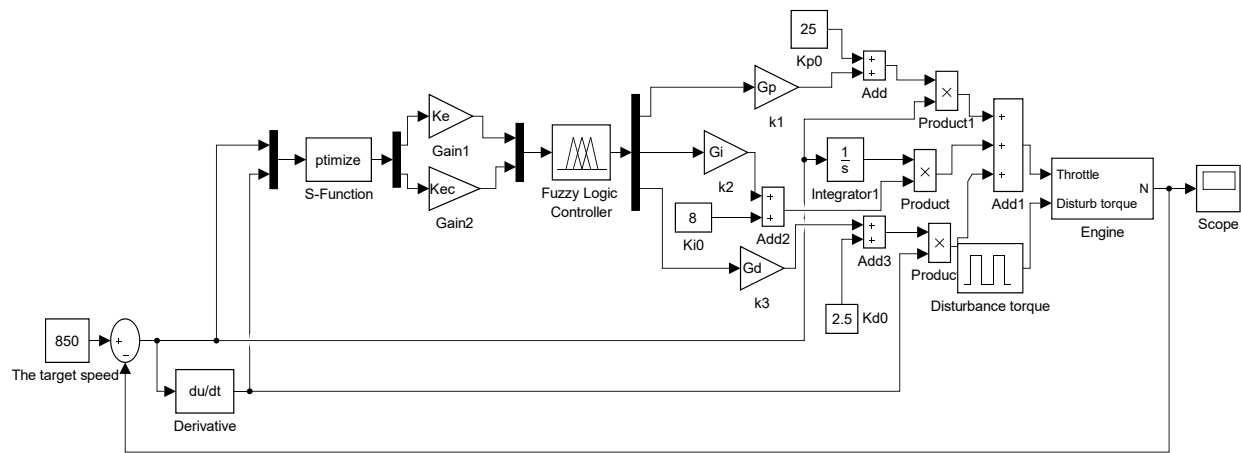 25
Kp0
+
+
Add
Gp
k1
×
Product1
Ke
Gain1
ptimize
S-Function
Kec
Gain2
Fuzzy Logic
Controller
Gi
k2
1
s
Integrator1
×
Product
+
+
+
Add1
Throttle
Disturb torque
N
Engine
Scope
8
Ki0
+
+
Add2
+
+
Add3
×
Produc
Gd
k3
2.5
Kd0
Disturbance torque
850
The target speed
+
−
du/dt
Derivative